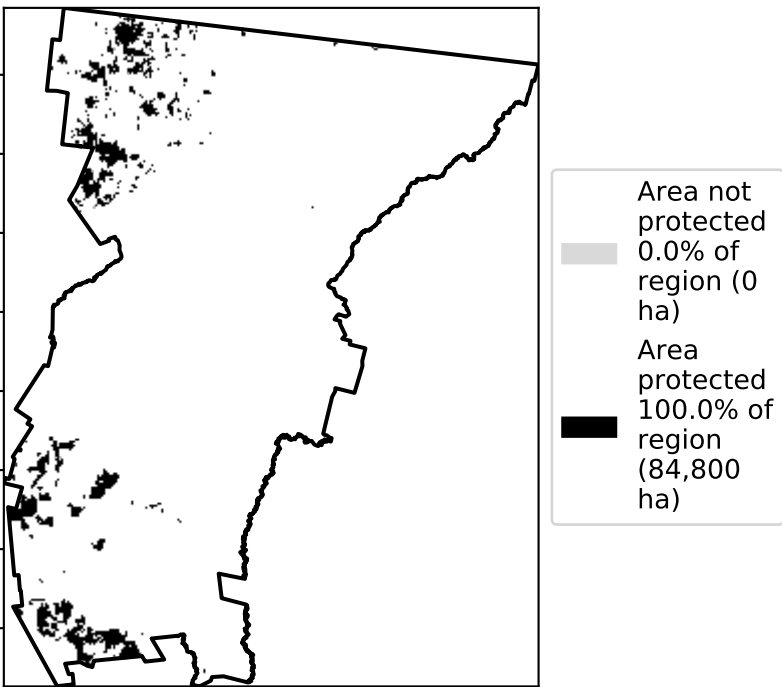 Area not
protected
0.0% of
region (0
ha)
Area
protected
100.0% of
region
(84,800
ha)